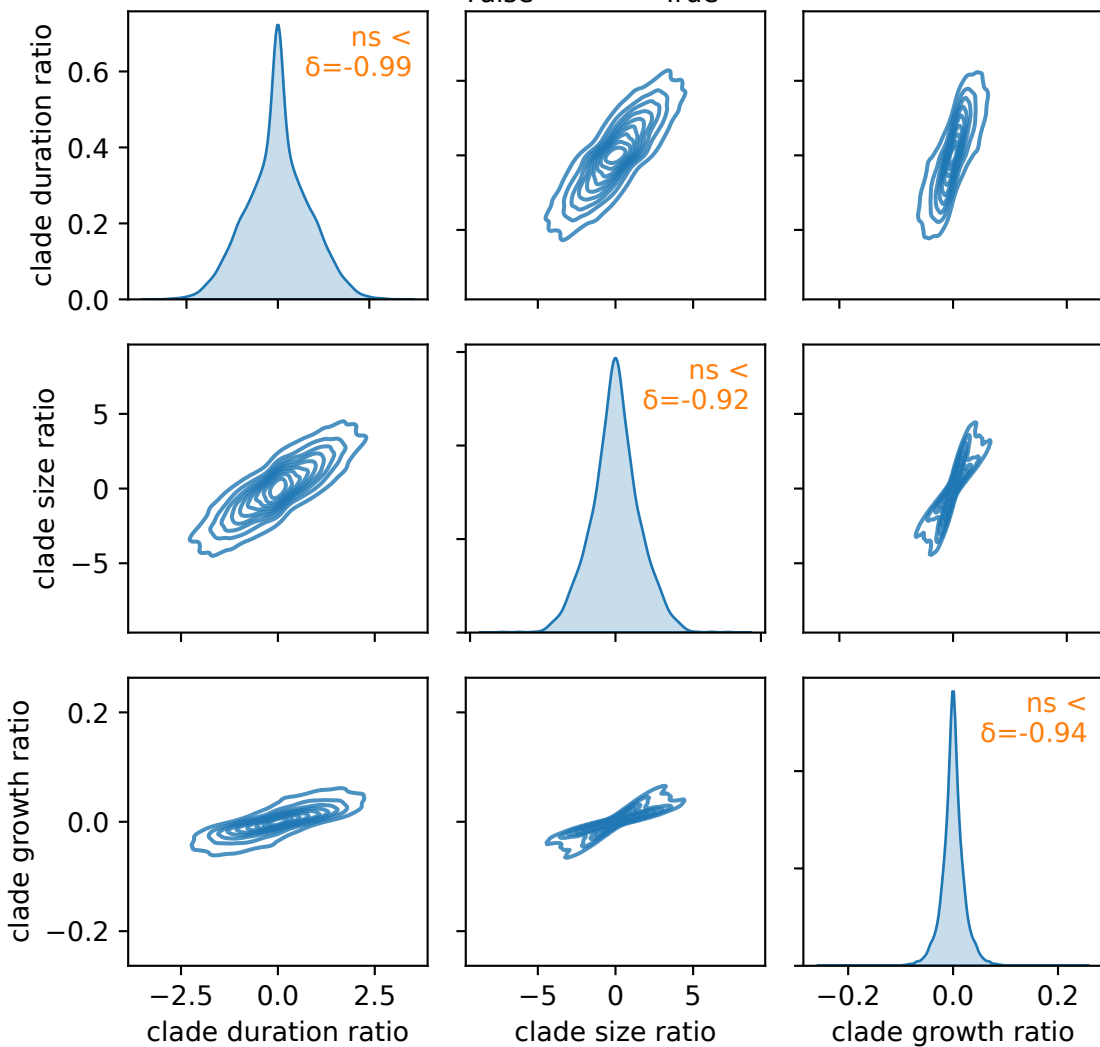 clade duration ratio
0.6
0.4
0.2
0.0
ns <
δ=-0.99
clade size ratio
5
0
−5
ns <
δ=-0.92
clade growth ratio
0.2
0.0
−0.2
ns <
δ=-0.94
−2.5 0.0 2.5
−5 0 5
−0.2 0.0 0.2
clade duration ratio
clade size ratio
clade growth ratio